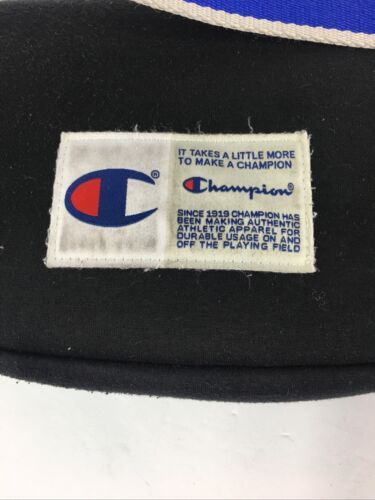 IT TAKES A LITTLE MORE
TO MAKE A CHAMPION
Champion®
SINCE 1919 CHAMPION HAS
BEEN MAKING AUTHENTIC
ATHLETIC APPAREL FOR
DURABLE USAGE ON AND
OFF THE PLAYING FIELD
C®